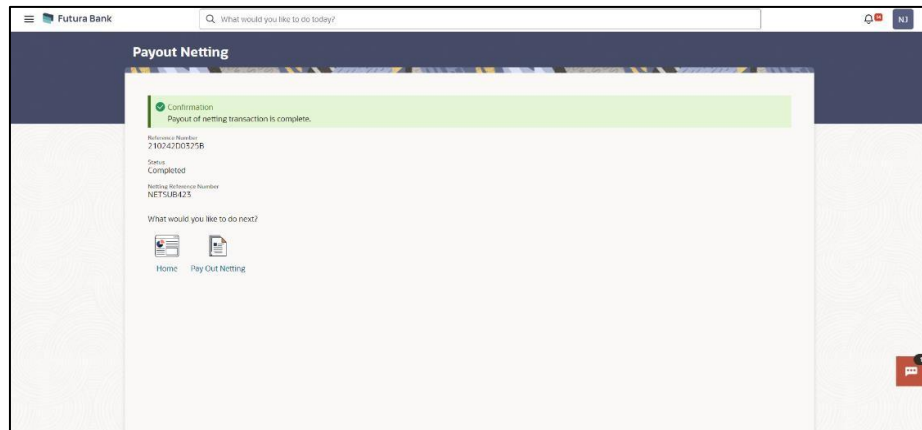 Futura Bank
What would you like to do today?
NJ
Payout Netting
Confirmation
Payout of netting transaction is complete.
Reference Number
210242D0325B
Status
Completed
Netting Reference Number
NETSUB423
What would you like to do next?
Home Pay Out Netting